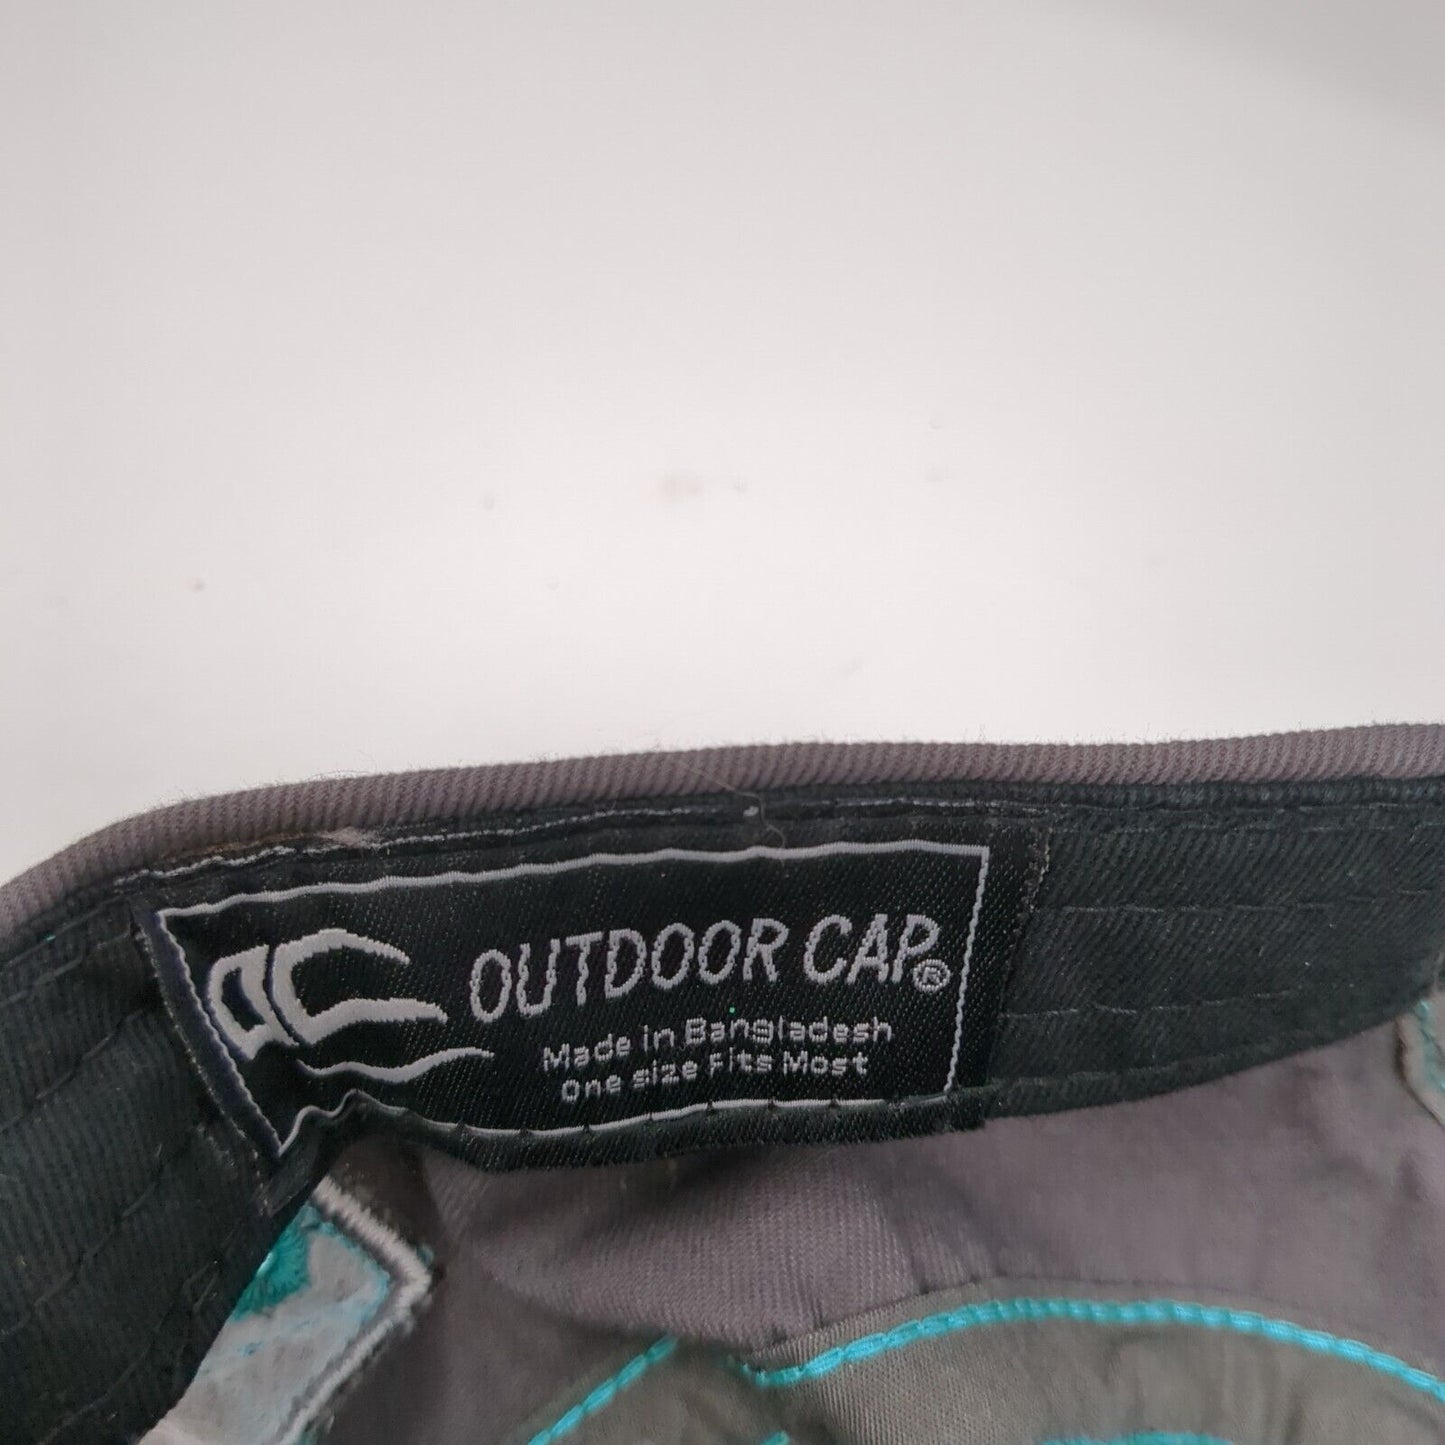 OUTDOOR CAP®
Made in Bangladesh
One size Fits Most